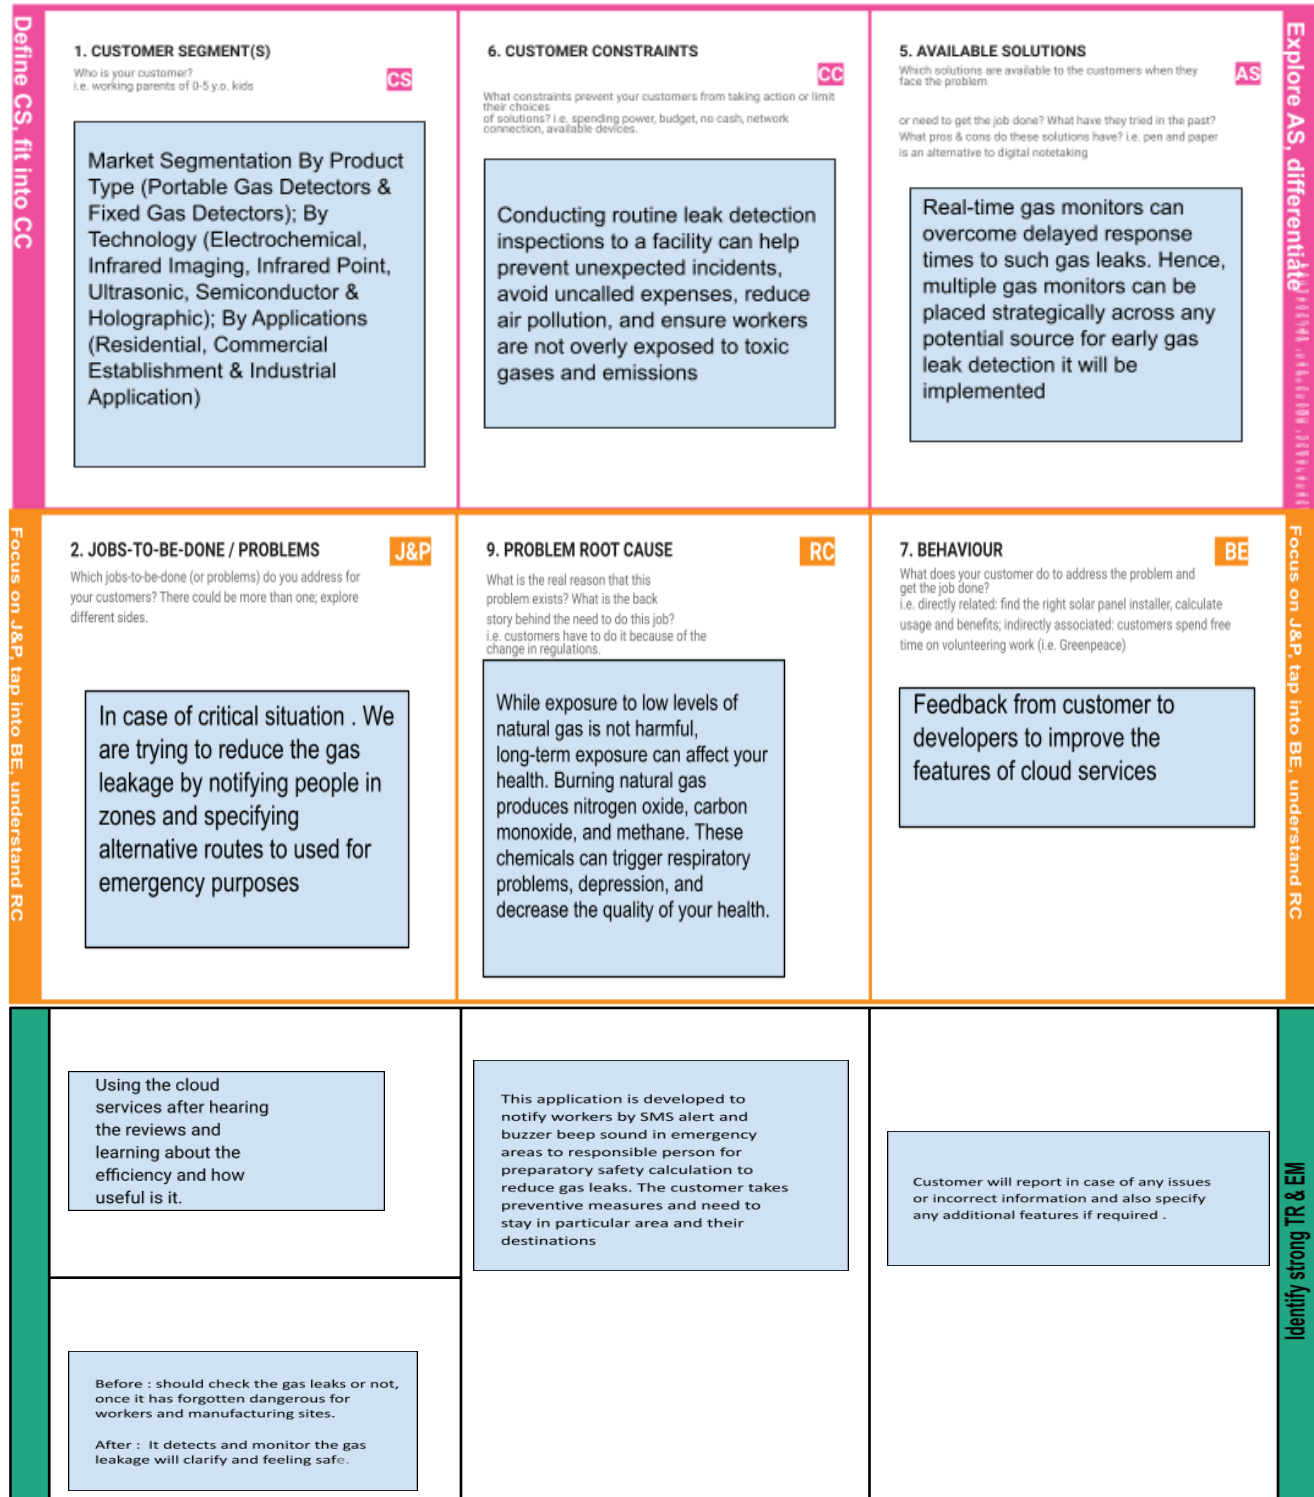 Define CS, fit into CC
1. CUSTOMER SEGMENT(S)
Who is your customer?
i.e. working parents of 0-5 y.o. kids
CS
Market Segmentation By Product
Type (Portable Gas Detectors &
Fixed Gas Detectors); By
Technology (Electrochemical,
Infrared Imaging, Infrared Point,
Ultrasonic, Semiconductor &
Holographic); By Applications
(Residential, Commercial
Establishment & Industrial
Application)
6. CUSTOMER CONSTRAINTS
CC
What constraints prevent your customers from taking action or limit
their choices
of solutions? i.e. spending power, budget, no cash, network
connection, available devices.
Conducting routine leak detection
inspections to a facility can help
prevent unexpected incidents,
avoid uncalled expenses, reduce
air pollution, and ensure workers
are not overly exposed to toxic
gases and emissions
5. AVAILABLE SOLUTIONS
Which solutions are available to the customers when they
face the problem
AS
or need to get the job done? What have they tried in the past?
What pros & cons do these solutions have? i.e. pen and paper
is an alternative to digital notetaking
Real-time gas monitors can
overcome delayed response
times to such gas leaks. Hence,
multiple gas monitors can be
placed strategically across any
potential source for early gas
leak detection it will be
implemented
Explore AS, differentiate
Focus on J&P, tap into BE, understand RC
2. JOBS-TO-BE-DONE / PROBLEMS
J&P
Which jobs-to-be-done (or problems) do you address for
your customers? There could be more than one; explore
different sides.
In case of critical situation . We
are trying to reduce the gas
leakage by notifying people in
zones and specifying
alternative routes to used for
emergency purposes
9. PROBLEM ROOT CAUSE
RC
What is the real reason that this
problem exists? What is the back
story behind the need to do this job?
i.e. customers have to do it because of the
change in regulations.
While exposure to low levels of
natural gas is not harmful,
long-term exposure can affect your
health. Burning natural gas
produces nitrogen oxide, carbon
monoxide, and methane. These
chemicals can trigger respiratory
problems, depression, and
decrease the quality of your health.
7. BEHAVIOUR
BE
What does your customer do to address the problem and
get the job done?
i.e. directly related: find the right solar panel installer, calculate
usage and benefits; indirectly associated: customers spend free
time on volunteering work (i.e. Greenpeace)
Feedback from customer to
developers to improve the
features of cloud services
Focus on J&P, tap into BE, understand RC
Using the cloud
services after hearing
the reviews and
learning about the
efficiency and how
useful is it.
Before : should check the gas leaks or not,
once it has forgotten dangerous for
workers and manufacturing sites.
After : It detects and monitor the gas
leakage will clarify and feeling safe.
This application is developed to
notify workers by SMS alert and
buzzer beep sound in emergency
areas to responsible person for
preparatory safety calculation to
reduce gas leaks. The customer takes
preventive measures and need to
stay in particular area and their
destinations
Customer will report in case of any issues
or incorrect information and also specify
any additional features if required .
Identify strong TR & EM